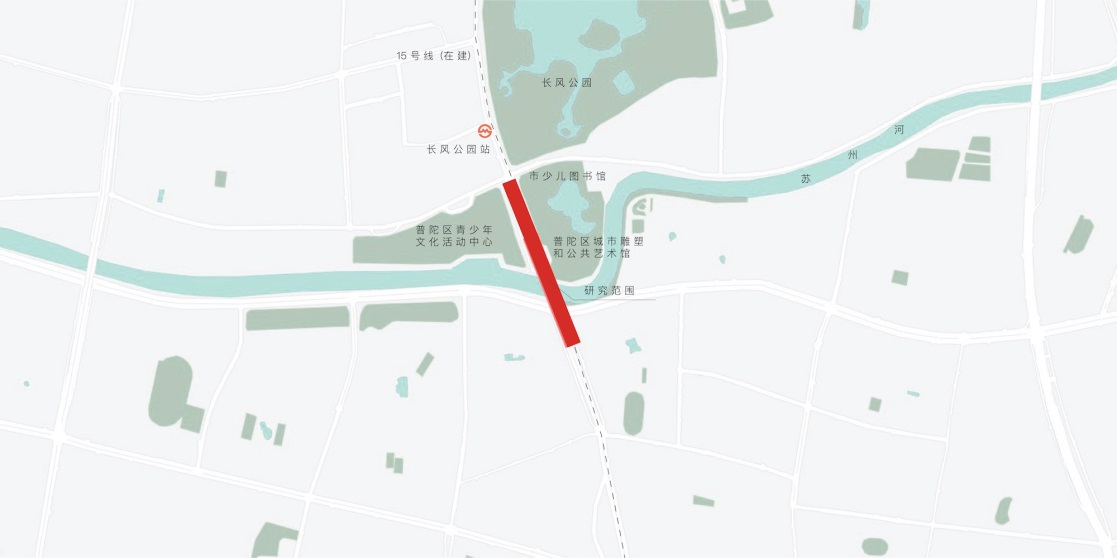 15号线(在建)
长风公园
长风公园站
河
州
苏
市少儿图书馆
普陀区青少年
文化活动中心
普陀区城市雕塑
和公共艺术馆
研究范围